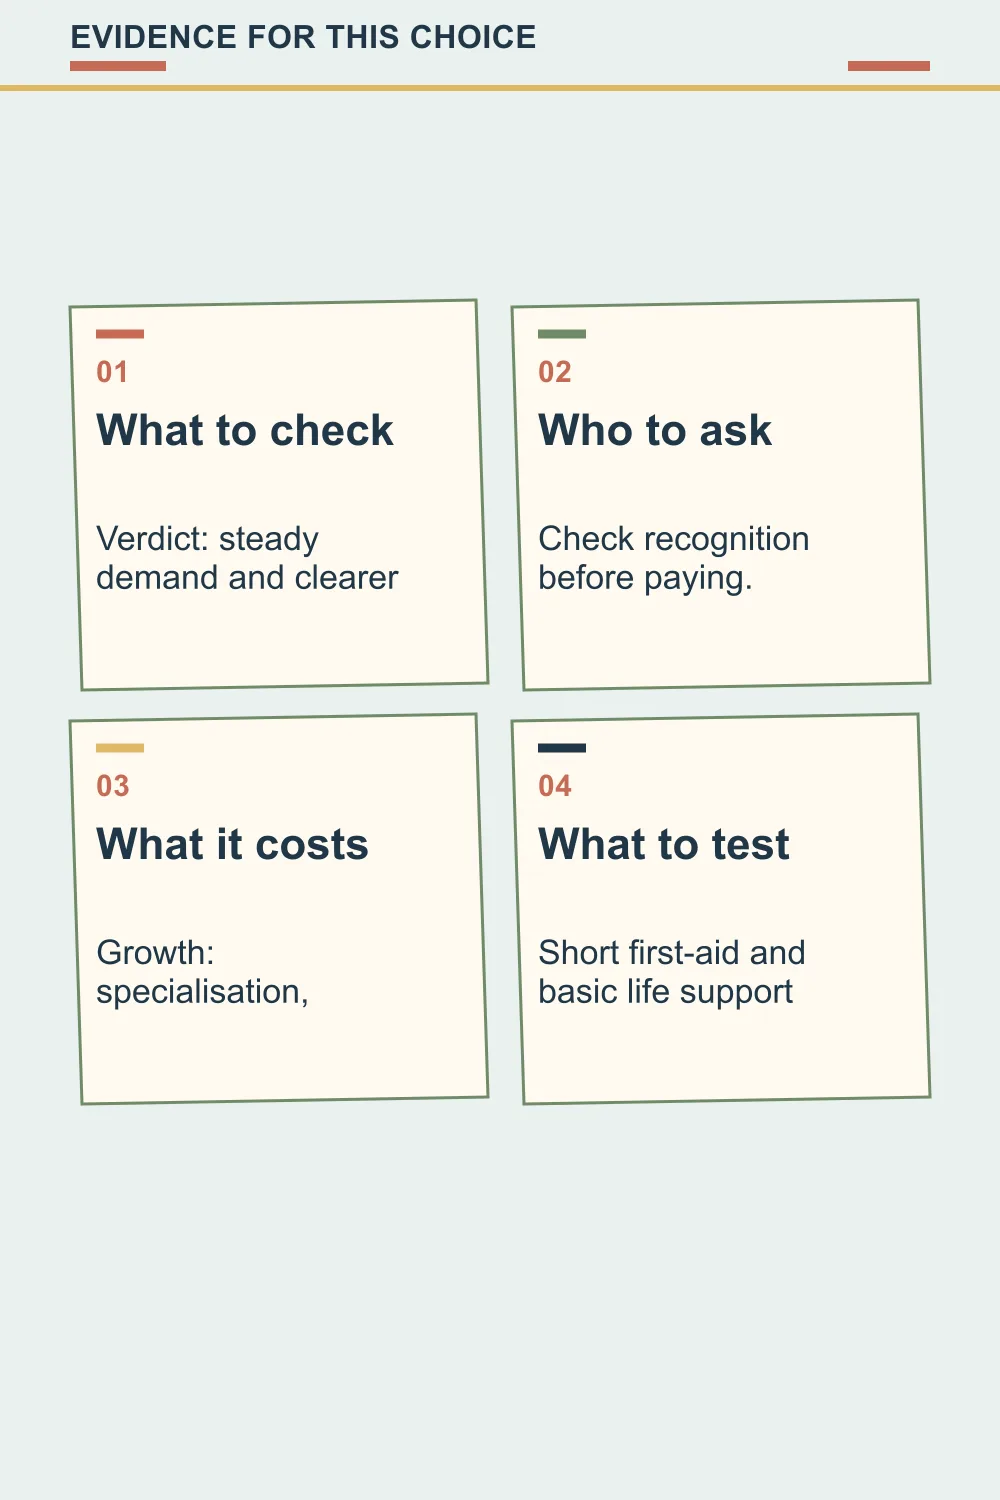 EVIDENCE FOR THIS CHOICE
01
What to check
Verdict: steady
demand and clearer
02
Who to ask
Check recognition
before paying.
03
What it costs
Growth:
specialisation,
04
What to test
Short first-aid and
basic life support